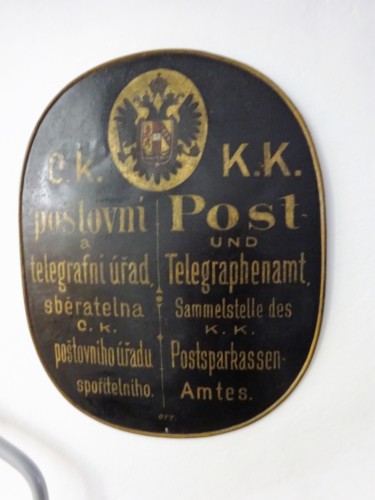 C. k.
poštovní
a
telegrafní úřad,
sběratelna
C. k.
poštovního úřadu
spořitelního.
K. K.
Post-
UND
Telegraphenamt,
Sammelstelle des
K. K.
Postsparkassen-
Amtes.